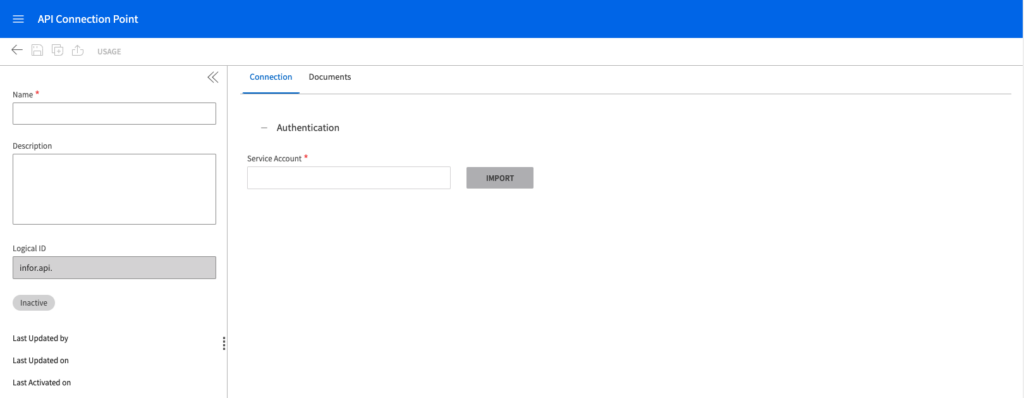 API Connection Point
USAGE
Name *
Description
Logical ID
infor.api.
Inactive
Last Updated by
Last Updated on
Last Activated on
Connection Documents
Authentication
Service Account *
IMPORT